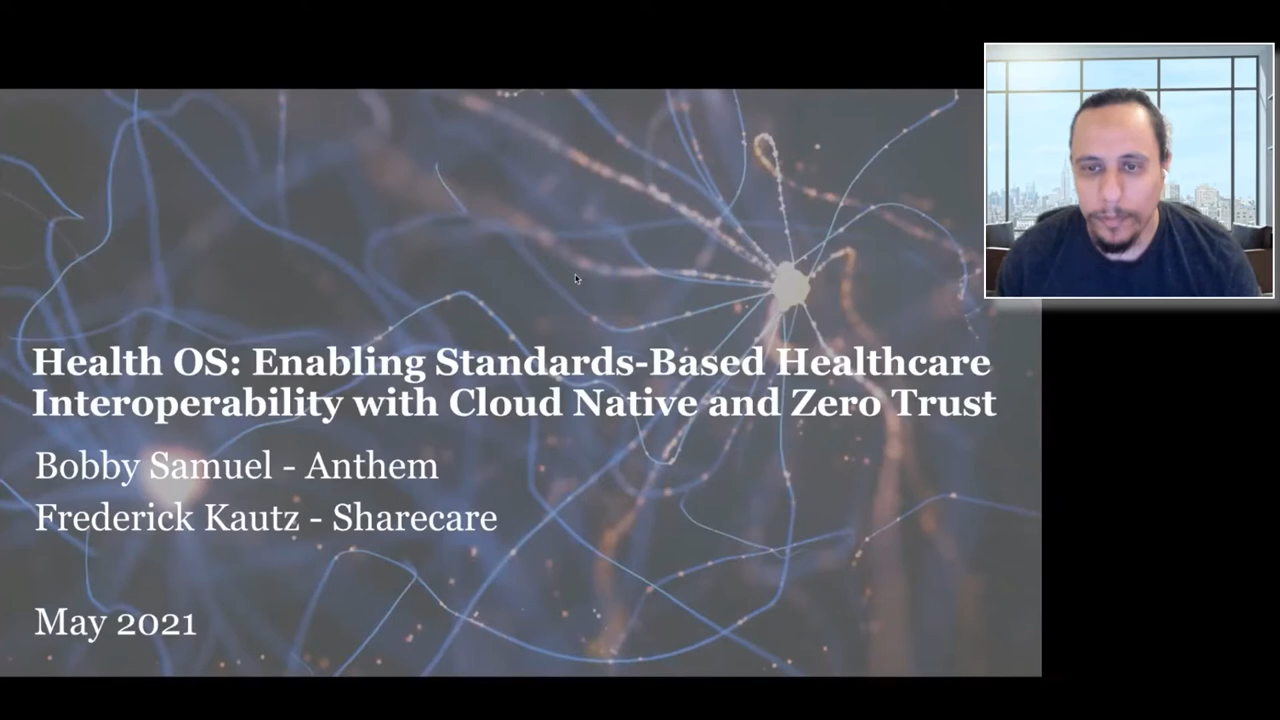 Health OS: Enabling Standards-Based Healthcare
Interoperability with Cloud Native and Zero Trust
Bobby Samuel - Anthem
Frederick Kautz - Sharecare
May 2021